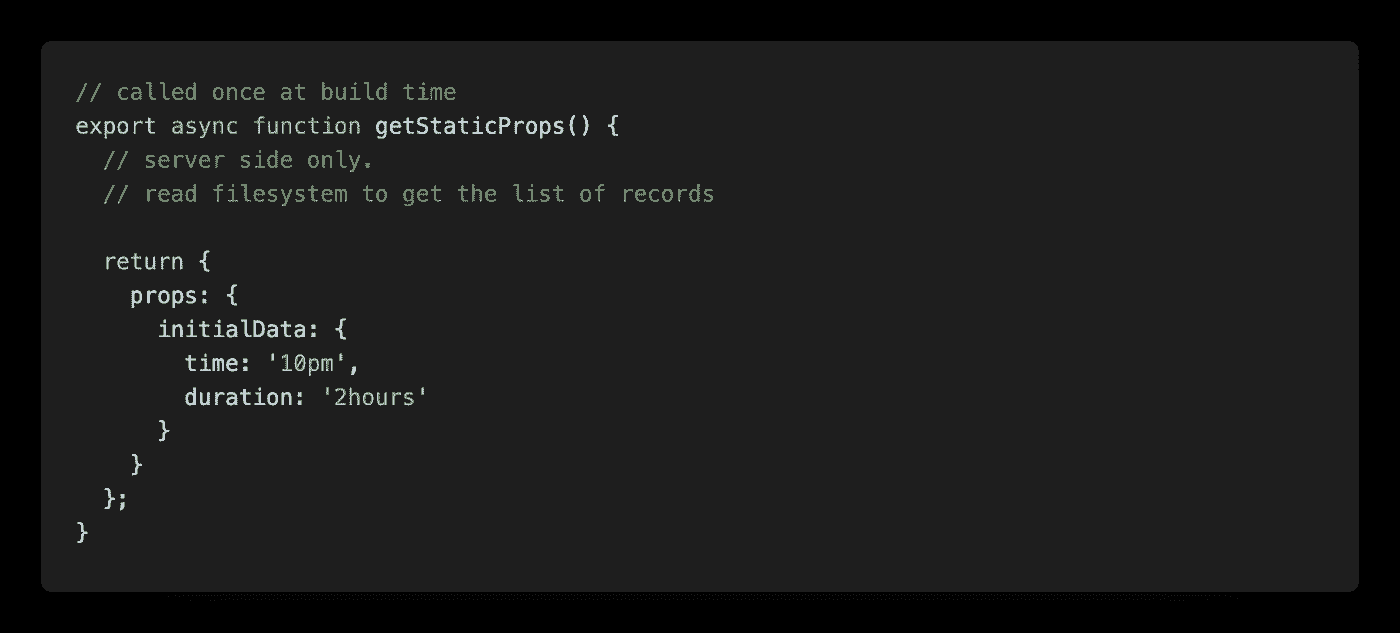 // called once at build time
export async function getStaticProps() {
  // server side only.
  // read filesystem to get the list of records

  return {
    props: {
      initialData: {
        time: '10pm',
        duration: '2hours'
      }
    }
  };
}